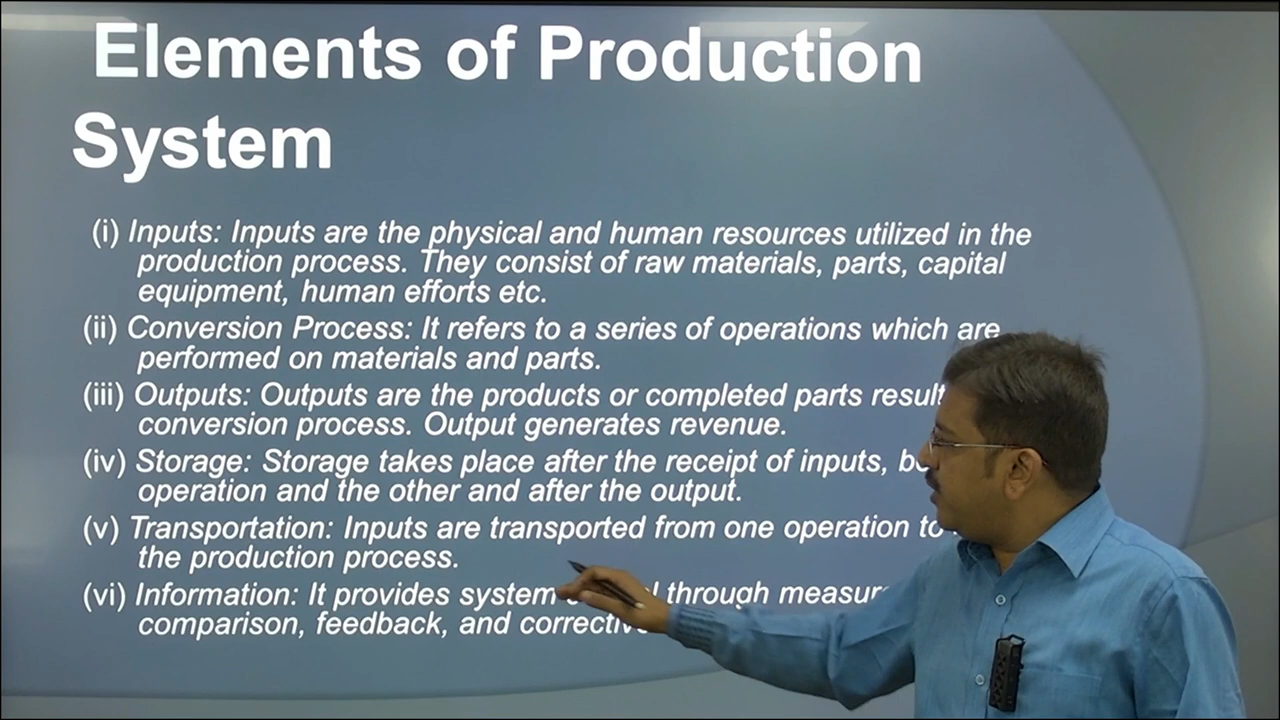 Elements of Production
System
(i) Inputs: Inputs are the physical and human resources utilized in the
production process. They consist of raw materials, parts, capital
equipment, human efforts etc.
(ii) Conversion Process: It refers to a series of operations which are
performed on materials and parts.
(iii) Outputs: Outputs are the products or completed parts
conversion process. Output generates revenue.
(iv) Storage: Storage takes place after the receipt of inputs,
operation and the other and after the output.
(v) Transportation: Inputs are transported from one operation to
the production process.
(vi) Information: It provides system through
comparison, feedback, and